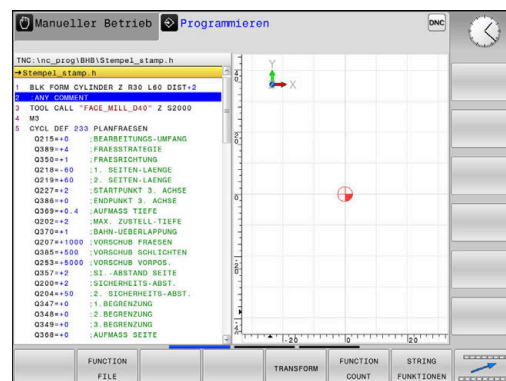 Manueller Betrieb
Programmieren
DNC
TNC:\nc_prog\BHB\Stempel_stamp.h
→Stempel_stamp.h
1 BLK FORM CYLINDER Z R30 L60 DIST+2
2 ;ANY COMMENT
3 TOOL CALL "FACE_MILL_D40" Z S2000
4 M3
5 CYCL DEF 233 PLANFRAESEN
Q215=+0 ;BEARBEITUNGS-UMFANG
Q389=+4 ;FRAESSTRATEGIE
Q350=+1 ;FRAESRICHTUNG
Q218=-60 ;1. SEITEN-LAENGE
Q219=+60 ;2. SEITEN-LAENGE
Q227=+2 ;STARTPUNKT 3. ACHSE
Q386=+0 ;ENDPUNKT 3. ACHSE
Q369=+0.4 ;AUFMASS TIEFE
Q202=+2 ;MAX. ZUSTELL-TIEFE
Q370=+1 ;BAHN-UEBERLAPPUNG
Q207=+1000 ;VORSCHUB FRAESEN
Q385=+500 ;VORSCHUB SCHLICHTEN
Q253=+5000 ;VORSCHUB VORPOS.
Q357=+2 ;SI.-ABSTAND SEITE
Q200=+2 ;SICHERHEITS-ABST.
Q204=+50 ;2. SICHERHEITS-ABST.
Q347=+0 ;1.BEGRENZUNG
Q348=+0 ;2.BEGRENZUNG
Q349=+0 ;3.BEGRENZUNG
Q368=+0 ;AUFMASS SEITE
Y
X
0
-20
0
20
FUNCTION
FILE
TRANSFORM
FUNCTION
COUNT
STRING
FUNKTIONEN